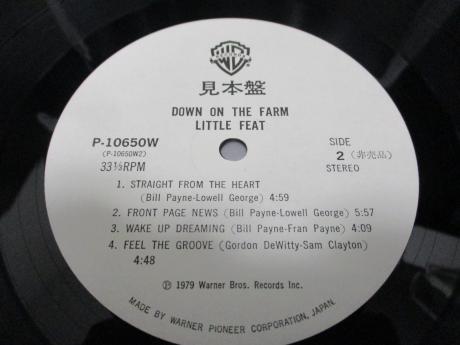 WB
RECORDS
見本盤
DOWN ON THE FARM
LITTLE FEAT
P-10650W
(P-10650W2)
33⅓RPM
SIDE
2 (非売品)
STEREO
1. STRAIGHT FROM THE HEART
(Bill Payne-Lowell George) 4:59
2. FRONT PAGE NEWS (Bill Payne-Lowell George) 5:57
3. WAKE UP DREAMING (Bill Payne-Fran Payne) 4:09
4. FEEL THE GROOVE (Gordon DeWitty-Sam Clayton)
4:48
Ⓟ 1979 Warner Bros. Records Inc.
MADE BY WARNER PIONEER CORPORATION, JAPAN.